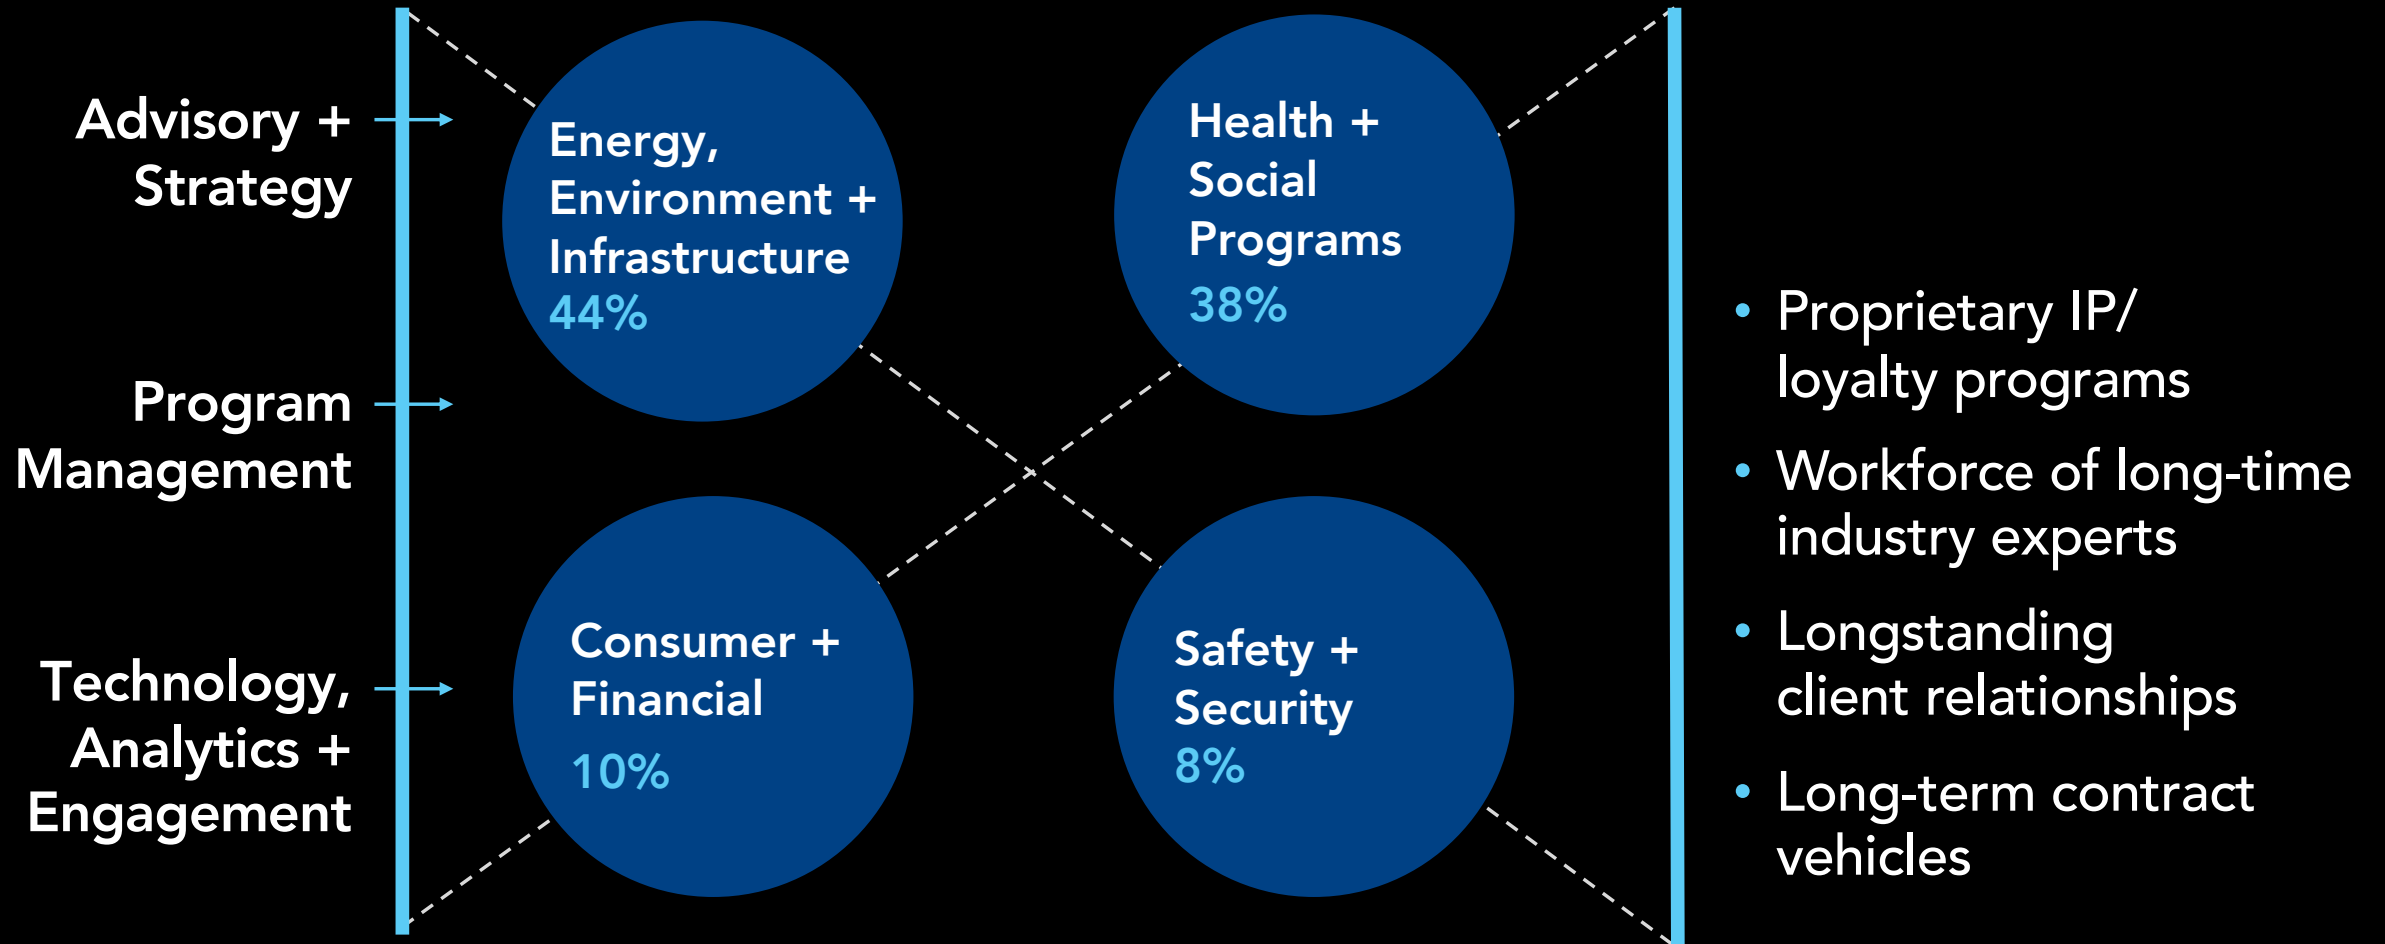 Advisory +
Strategy
Program
Management
Technology,
Analytics +
Engagement
Energy,
Environment +
Infrastructure
44%
Health +
Social
Programs
38%
Consumer +
Financial
10%
Safety +
Security
8%
• Proprietary IP/
loyalty programs
• Workforce of long-time
industry experts
• Longstanding
client relationships
• Long-term contract
vehicles